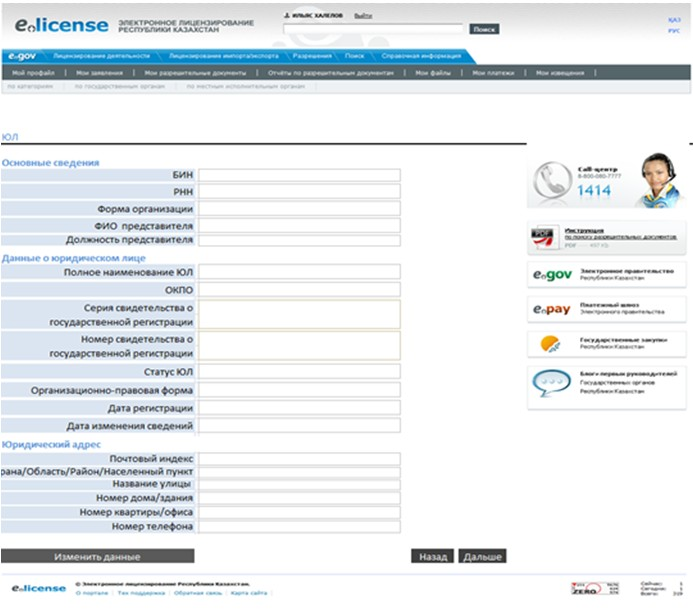 e.license
ЭЛЕКТРОННОЕ ЛИЦЕНЗИРОВАНИЕ
РЕСПУБЛИКИ КАЗАХСТАН
ИЛЬЯС ХАЛЕЛОВ Выйти
Поиск
ҚАЗ
РУС
e.gov Лицензирование деятельности Лицензирование импорта/экспорта Разрешения Поиск Справочная информация
Мой профайл Мои заявления Мои разрешительные документы Отчёты по разрешительным документам Мои файлы Мои платежи Мои извещения
по категориям по государственным органам по местным исполнительным органам
ЮЛ
Основные сведения
БИН
РНН
Форма организации
ФИО представителя
Должность представителя
Данные о юридическом лице
Полное наименование ЮЛ
ОКПО
Серия свидетельства о
государственной регистрации
Номер свидетельства о
государственной регистрации
Статус ЮЛ
Организационно-правовая форма
Дата регистрации
Дата изменения сведений
Юридический адрес
Почтовый индекс
рана/Область/Район/Населенный пункт
Название улицы
Номер дома/здания
Номер квартиры/офиса
Номер телефона
Изменить данные
Назад Дальше
Call-центр
8-800-080-7777
1414
Инструкция
по поиску разрешительных документов
PDF
e.gov
Электронное правительство
Республики Казахстан
e.pay
Платежный шлюз
Электронного правительства
Государственные закупки
Республики Казахстан
Блоги первых руководителей
Государственных органов
Республики Казахстан
e.license
© Электронное лицензирование Республики Казахстан.
О портале Тех поддержка Обратная связь Карта сайта
ZERO
Сейчас: 1
Сегодня: 1
Всего: